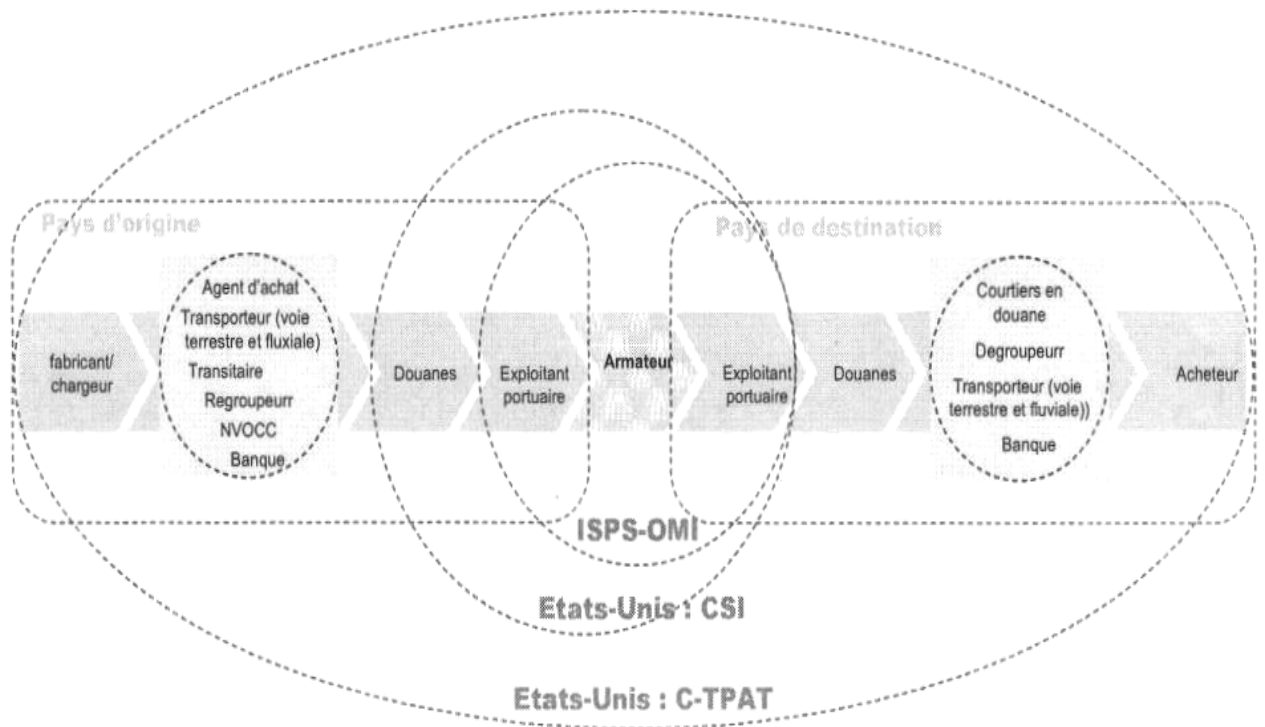 Pays d'origine
Pays de destination
fabricant/
chargeur
Agent d'achat
Transporteur (voie
terrestre et fluxiale)
Transitaire
Regroupeurr
NVOCC
Banque
Douanes
Exploitant
portuaire
Armateur
Exploitant
portuaire
Douanes
Courtiers en
douane
Degroupeurr
Transporteur (voie
terrestre et fluviale))
Banque
Acheteur
ISPS-OMI
Etats-Unis : CSI
Etats-Unis : C-TPAT